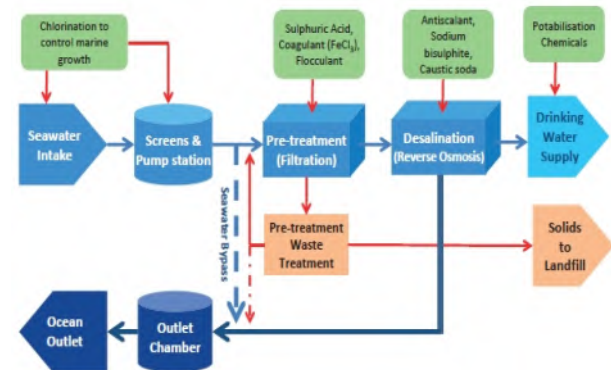 Chlorination to
control marine
growth
Sulphuric Acid,
Coagulant (FeCl₃),
Flocculant
Antiscalant,
Sodium
bisulphite,
Caustic soda
Potabilisation
Chemicals
Seawater
Intake
Screens &
Pump station
Pre-treatment
(Filtration)
Desalination
(Reverse Osmosis)
Drinking
Water
Supply
Seawater Bypass
Pre-treatment
Waste
Treatment
Solids
to
Landfill
Ocean
Outlet
Outlet
Chamber